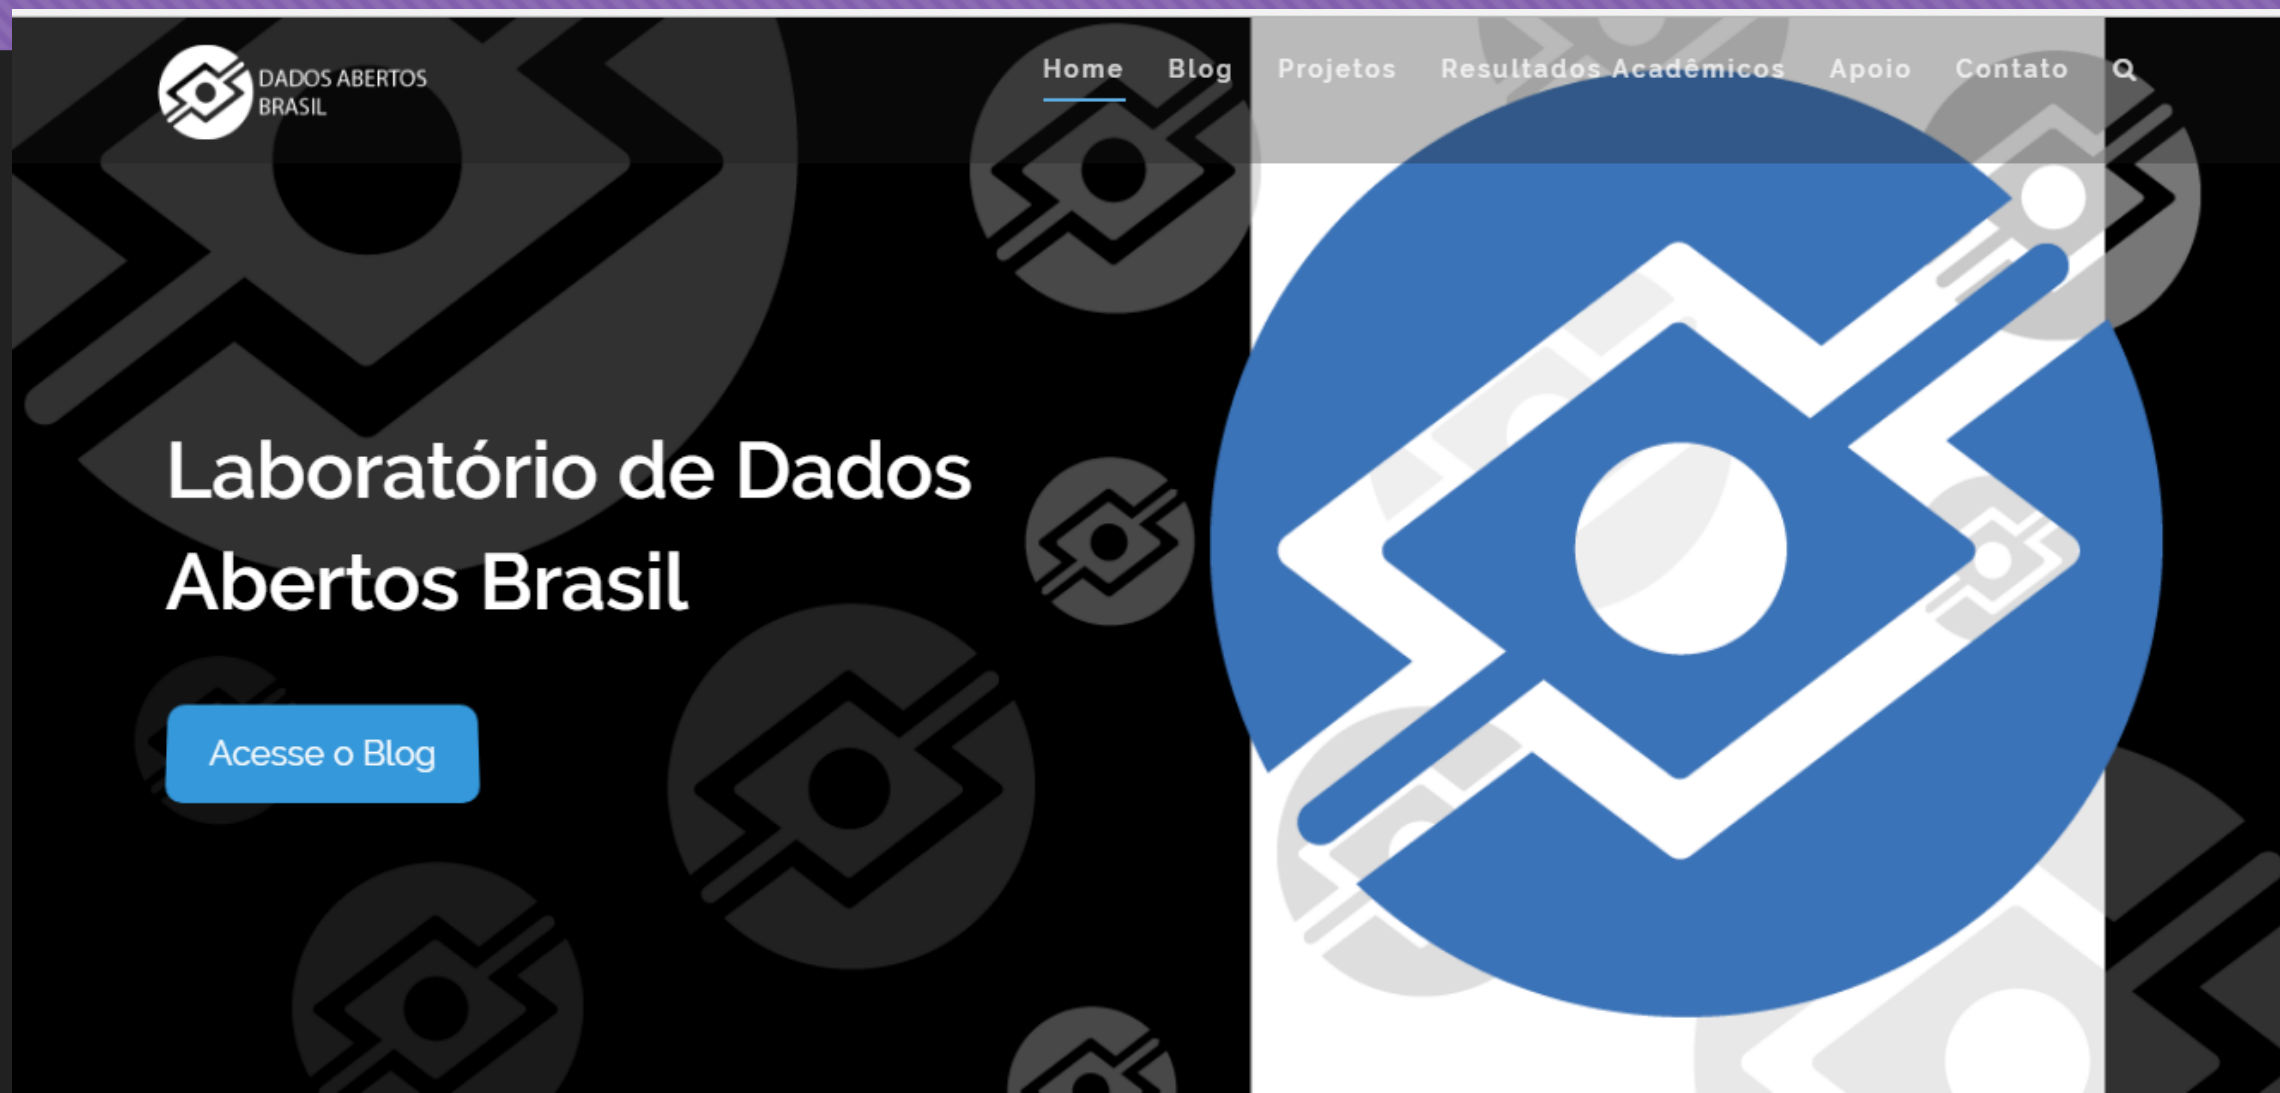 DADOS ABERTOS
BRASIL
Home Blog Projetos Resultados Acadêmicos Apoio Contato
Laboratório de Dados
Abertos Brasil
Acesse o Blog